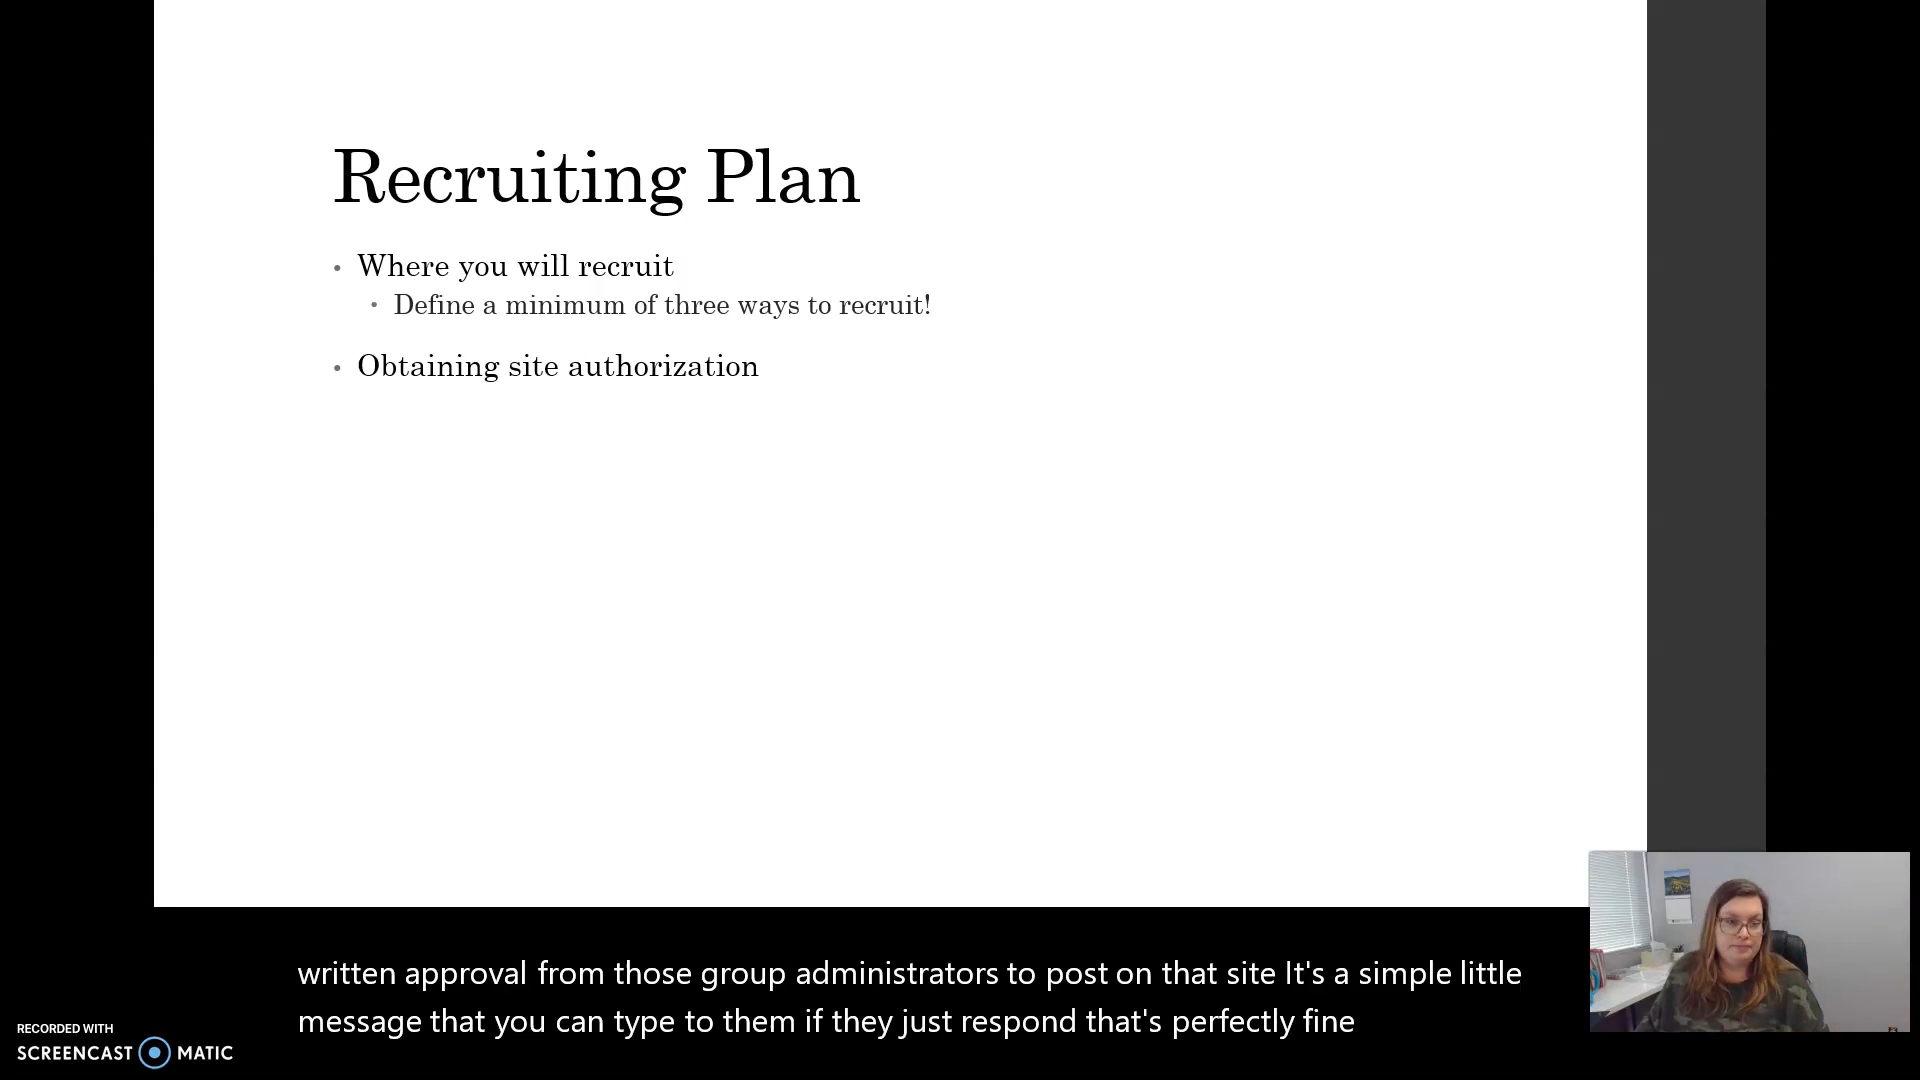 Recruiting Plan
• Where you will recruit
• Define a minimum of three ways to recruit!
• Obtaining site authorization
written approval from those group administrators to post on that site It's a simple little
message that you can type to them if they just respond that's perfectly fine
RECORDED WITH
SCREENCAST MATIC